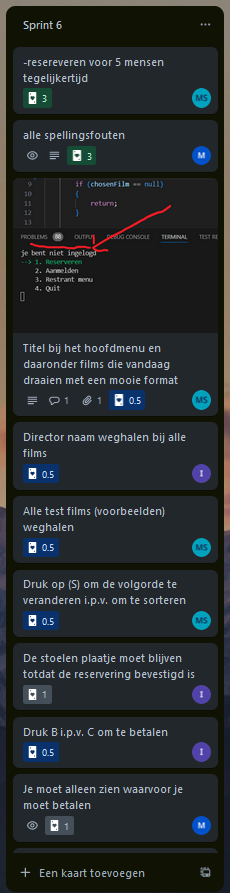 Sprint 6
-resereveren voor 5 mensen
tegelijkertijd
3
MS
alle spellingsfouten
3
M
9 if (chosenFilm == null)
10 {
11 return;
12 }
13
PROBLEMS OUTPUT DEBUG CONSOLE TERMINAL TEST RE
je bent niet ingelogd
--> 1. Reserveren
2. Aanmelden
3. Restrant menu
4. Quit
Titel bij het hoofdmenu en
daaronder films die vandaag
draaien met een mooie format
1 1 0.5
MS
Director naam weghalen bij alle
films
0.5
I
Alle test films (voorbeelden)
weghalen
0.5
MS
Druk op (S) om de volgorde te
veranderen i.p.v. om te sorteren
0.5
MS
De stoelen plaatje moet blijven
totdat de reservering bevestigd is
1
I
Druk B i.p.v. C om te betalen
0.5
I
Je moet alleen zien waarvoor je
moet betalen
1
M
+ Een kaart toevoegen